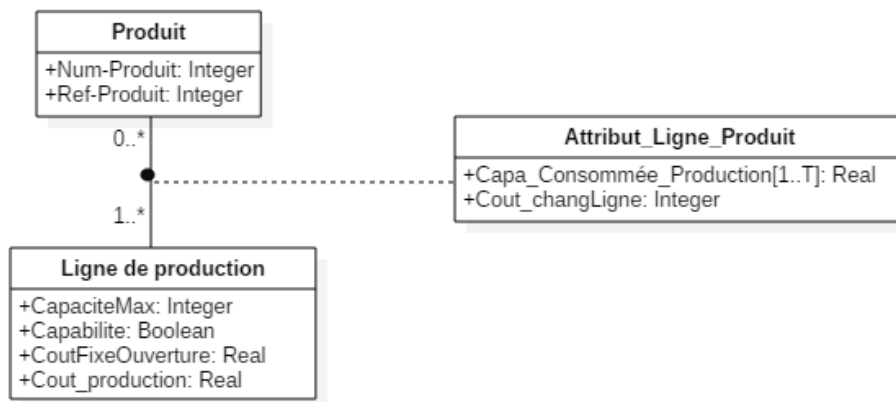 Produit
+Num-Produit: Integer
+Ref-Produit: Integer
0..*
Attribut_Ligne_Produit
+Capa_Consommée_Production[1..T]: Real
+Cout_changLigne: Integer
1..*
Ligne de production
+CapaciteMax: Integer
+Capabilite: Boolean
+CoutFixeOuverture: Real
+Cout_production: Real